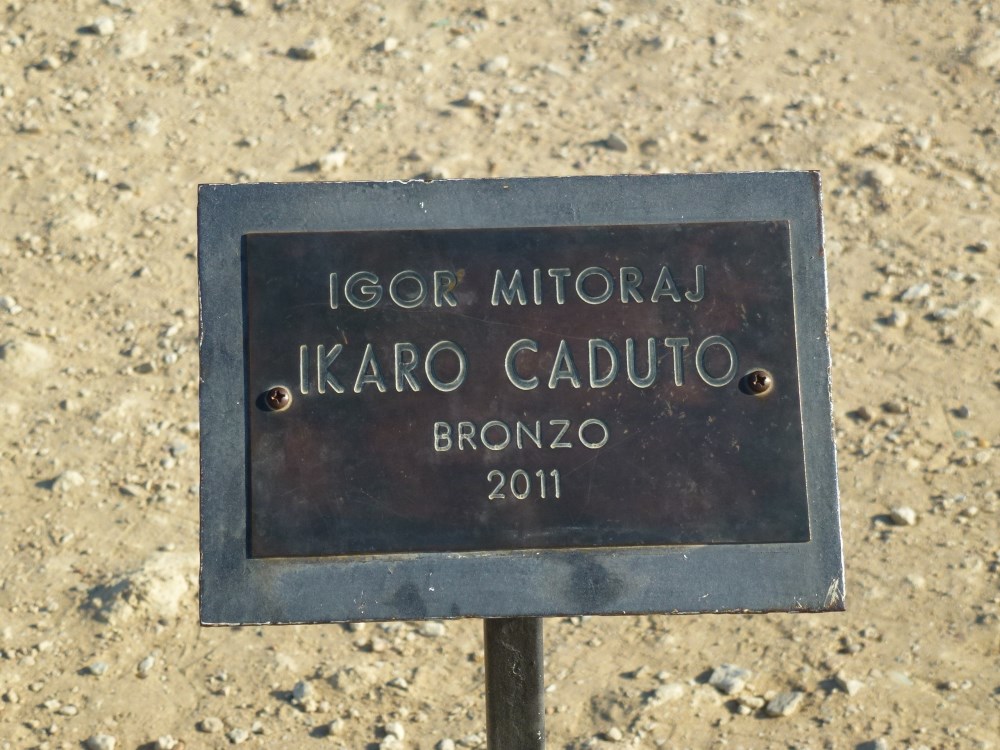 IGOR MITORAJ
IKARO CADUTO
BRONZO
2011